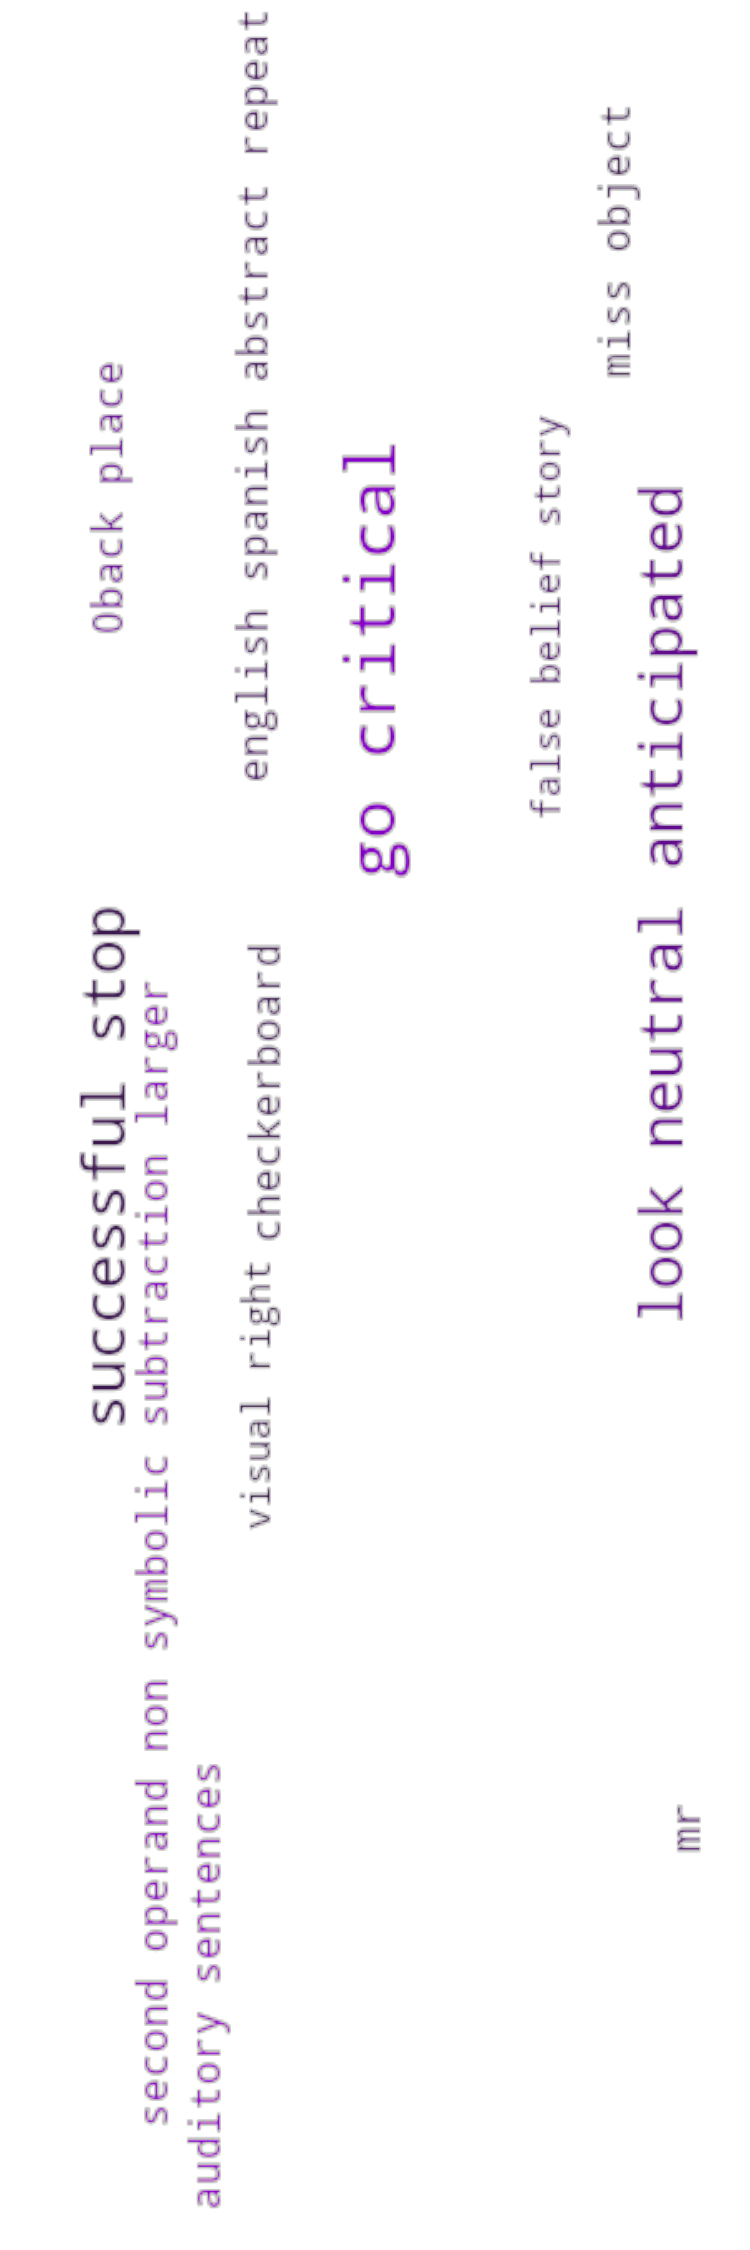 0back place
successful stop
second operand non symbolic subtraction larger
auditory sentences
english spanish abstract repeat
visual right checkerboard
go critical
false belief story
miss object
look neutral anticipated
mr